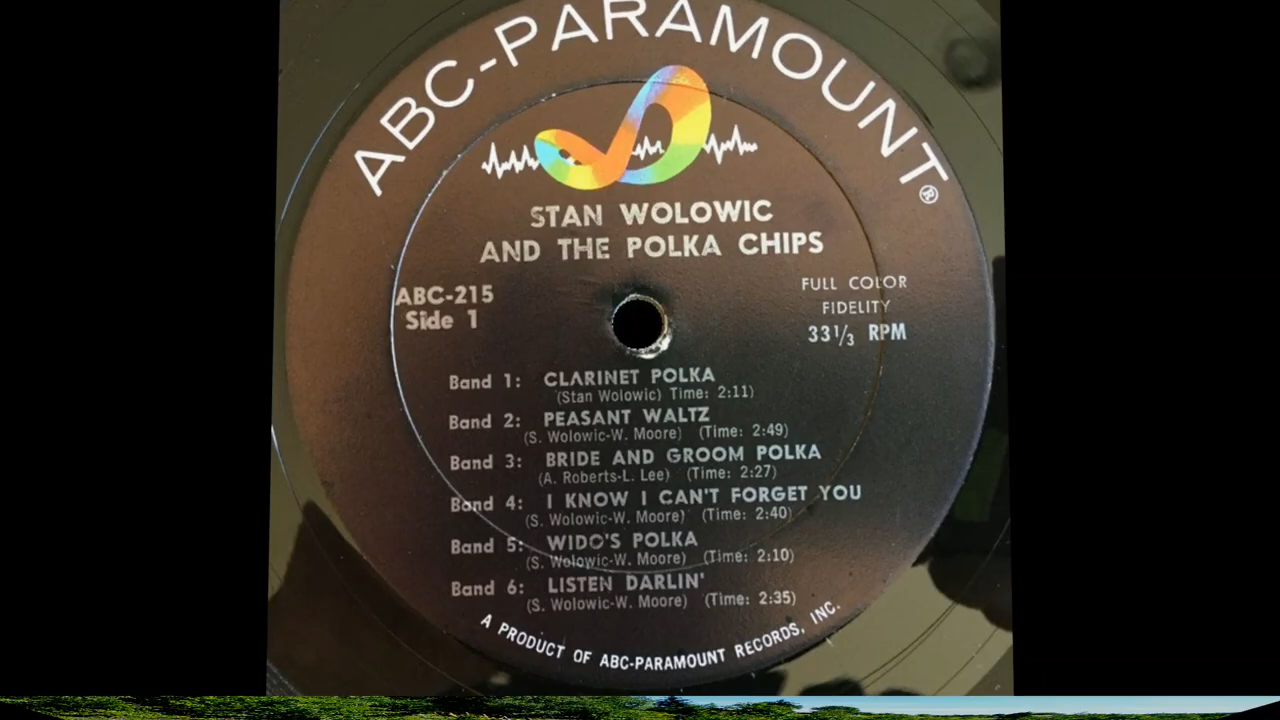 ABC-PARAMOUNT®
STAN WOLOWIC
AND THE POLKA CHIPS
ABC-215
Side 1
FULL COLOR
FIDELITY
33 1/3 RPM
Band 1: CLARINET POLKA
(Stan Wolowic) Time: 2:11)
Band 2: PEASANT WALTZ
(S. Wolowic-W. Moore) (Time: 2:49)
Band 3: BRIDE AND GROOM POLKA
(A. Roberts-L. Lee) (Time: 2:27)
Band 4: I KNOW I CAN'T FORGET YOU
(S. Wolowic-W. Moore) (Time: 2:40)
Band 5: WIDO'S POLKA
(S. Wolowic-W. Moore) (Time: 2:10)
Band 6: LISTEN DARLIN'
(S. Wolowic-W. Moore) (Time: 2:35)
A PRODUCT OF ABC-PARAMOUNT RECORDS, INC.